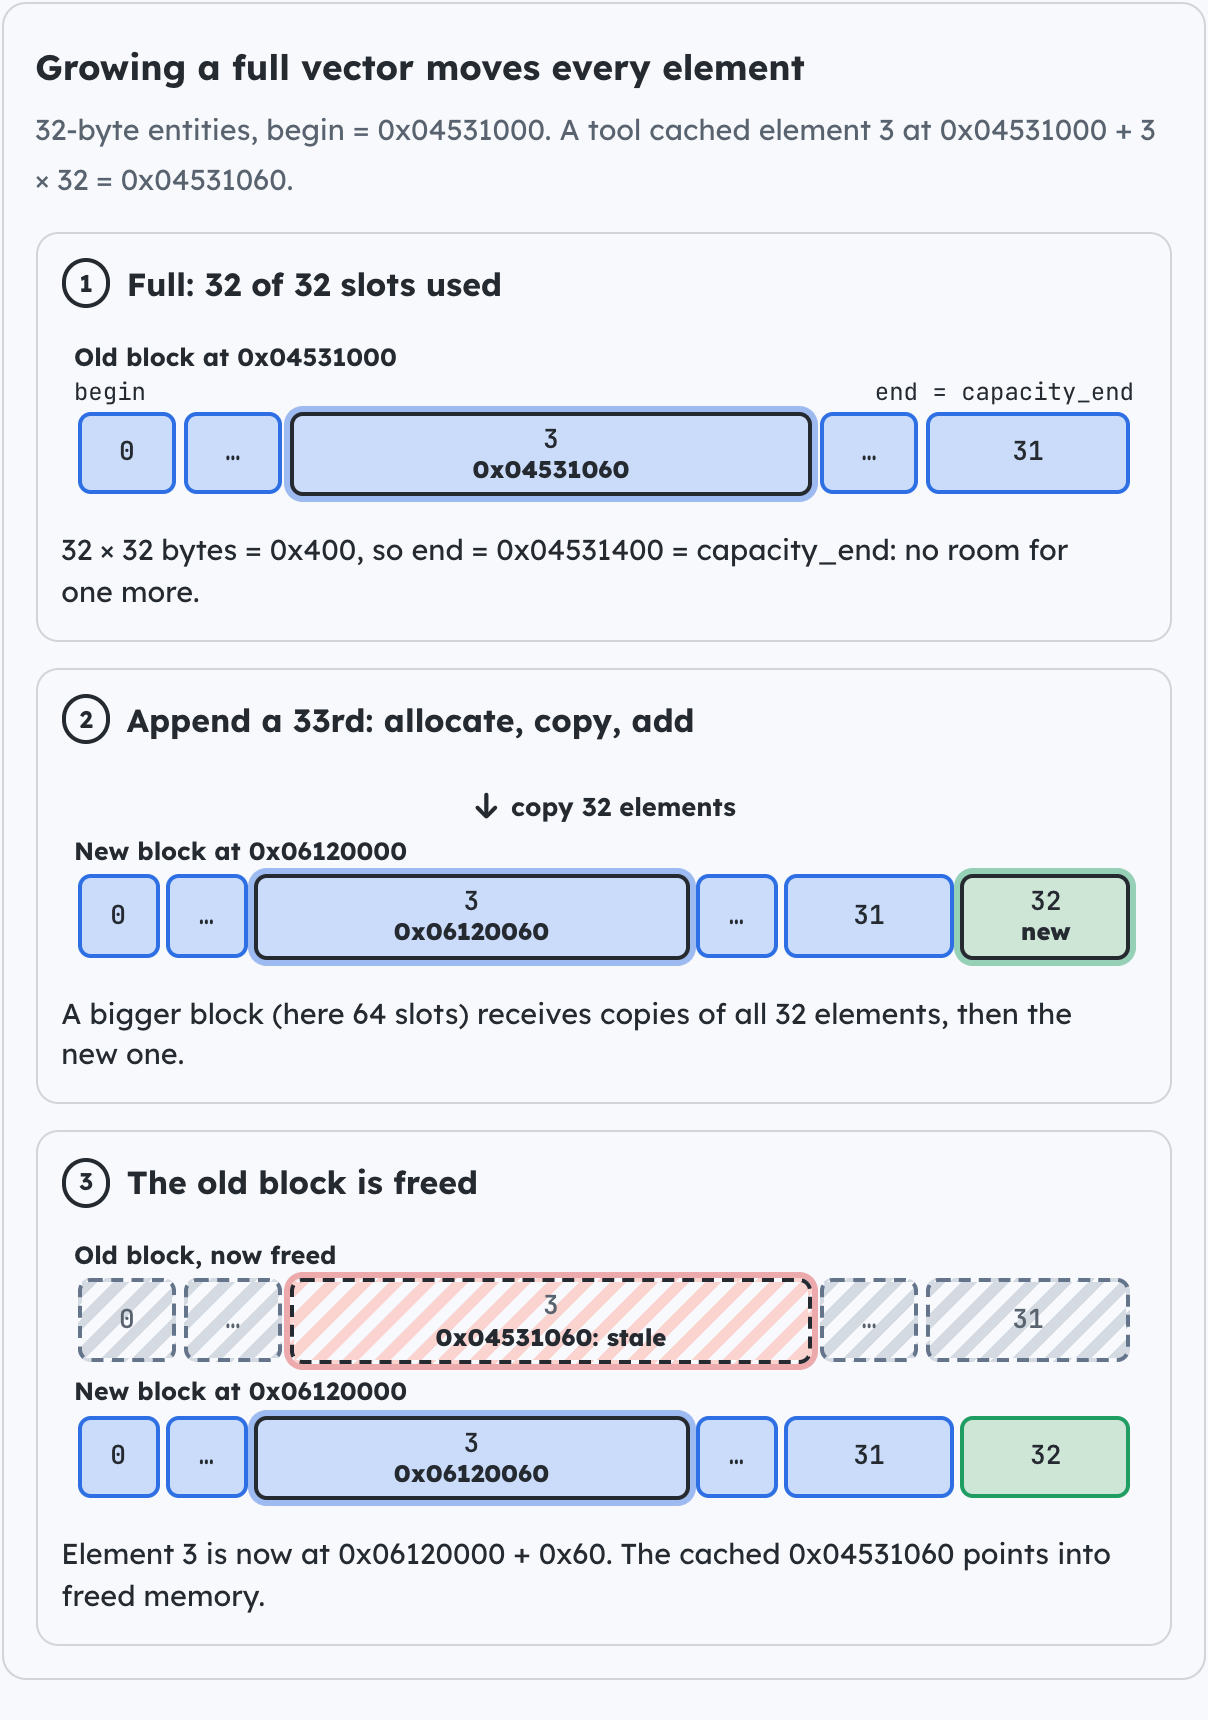 Growing a full vector moves every element
32-byte entities, begin = 0x04531000. A tool cached element 3 at 0x04531000 + 3
× 32 = 0x04531060.
1 Full: 32 of 32 slots used
Old block at 0x04531000
begin end = capacity_end
0 … 3 … 31
0x04531060
32 × 32 bytes = 0x400, so end = 0x04531400 = capacity_end: no room for
one more.
2 Append a 33rd: allocate, copy, add
↓ copy 32 elements
New block at 0x06120000
0 … 3 … 31 32
0x06120060 new
A bigger block (here 64 slots) receives copies of all 32 elements, then the
new one.
3 The old block is freed
Old block, now freed
0 … 3 … 31
0x04531060: stale
New block at 0x06120000
0 … 3 … 31 32
0x06120060
Element 3 is now at 0x06120000 + 0x60. The cached 0x04531060 points into
freed memory.